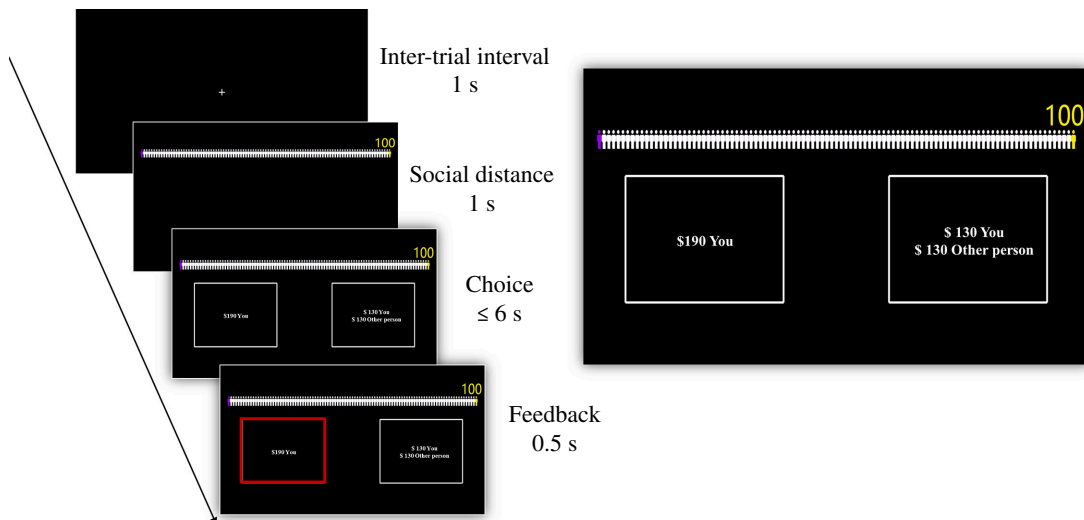 Inter-trial interval
1 s
100
Social distance
1 s
100
$190 You
$ 130 You
$ 130 Other person
Choice
≤ 6 s
100
$190 You
$ 130 You
$ 130 Other person
Feedback
0.5 s
100
$190 You
$ 130 You
$ 130 Other person